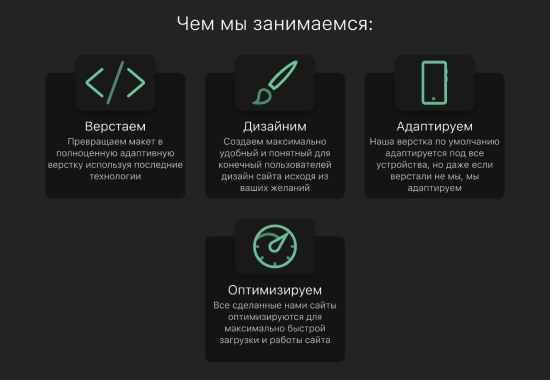 Чем мы занимаемся:
Верстаем
Превращаем макет в
полноценную адаптивную
верстку используя последние
технологии
Дизайним
Создаем максимально
удобный и понятный для
конечный пользователей
дизайн сайта исходя из
ваших желаний
Адаптируем
Наша верстка по умолчанию
адаптируется под все
устройства, но даже если
верстали не мы, мы
адаптируем
Оптимизируем
Все сделанные нами сайты
оптимизируются для
максимально быстрой
загрузки и работы сайта